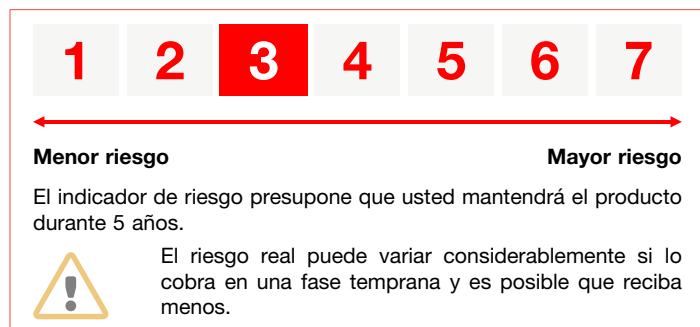 1 2 3 4 5 6 7
Menor riesgo Mayor riesgo
El indicador de riesgo presupone que usted mantendrá el producto
durante 5 años.
El riesgo real puede variar considerablemente si lo
cobra en una fase temprana y es posible que reciba
menos.